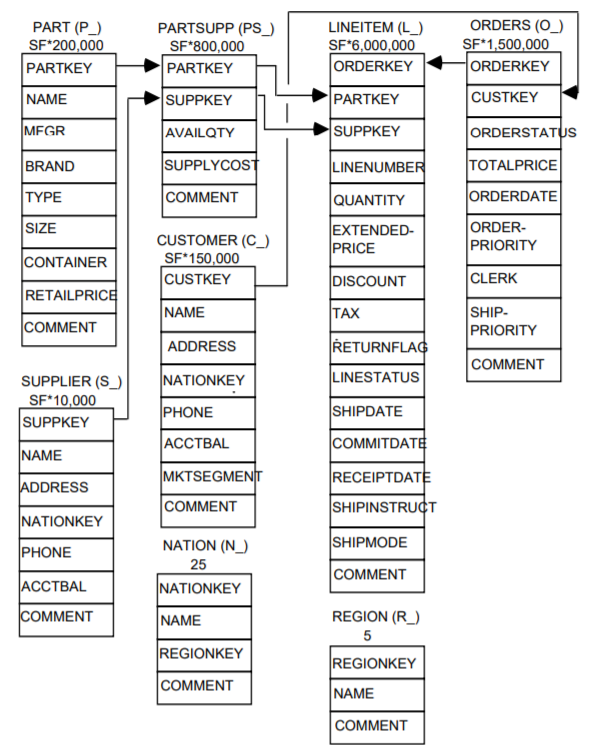 PART (P_)
SF*200,000
PARTKEY
NAME
MFGR
BRAND
TYPE
SIZE
CONTAINER
RETAILPRICE
COMMENT
SUPPLIER (S_)
SF*10,000
SUPPKEY
NAME
ADDRESS
NATIONKEY
PHONE
ACCTBAL
COMMENT
PARTSUPP (PS_)
SF*800,000
PARTKEY
SUPPKEY
AVAILQTY
SUPPLYCOST
COMMENT
CUSTOMER (C_)
SF*150,000
CUSTKEY
NAME
ADDRESS
NATIONKEY
PHONE
ACCTBAL
MKTSEGMENT
COMMENT
NATION (N_)
25
NATIONKEY
NAME
REGIONKEY
COMMENT
LINEITEM (L_)
SF*6,000,000
ORDERKEY
PARTKEY
SUPPKEY
LINENUMBER
QUANTITY
EXTENDED-
PRICE
DISCOUNT
TAX
RETURNFLAG
LINESTATUS
SHIPDATE
COMMITDATE
RECEIPTDATE
SHIPINSTRUCT
SHIPMODE
COMMENT
REGION (R_)
5
REGIONKEY
NAME
COMMENT
ORDERS (O_)
SF*1,500,000
ORDERKEY
CUSTKEY
ORDERSTATUS
TOTALPRICE
ORDERDATE
ORDER-
PRIORITY
CLERK
SHIP-
PRIORITY
COMMENT